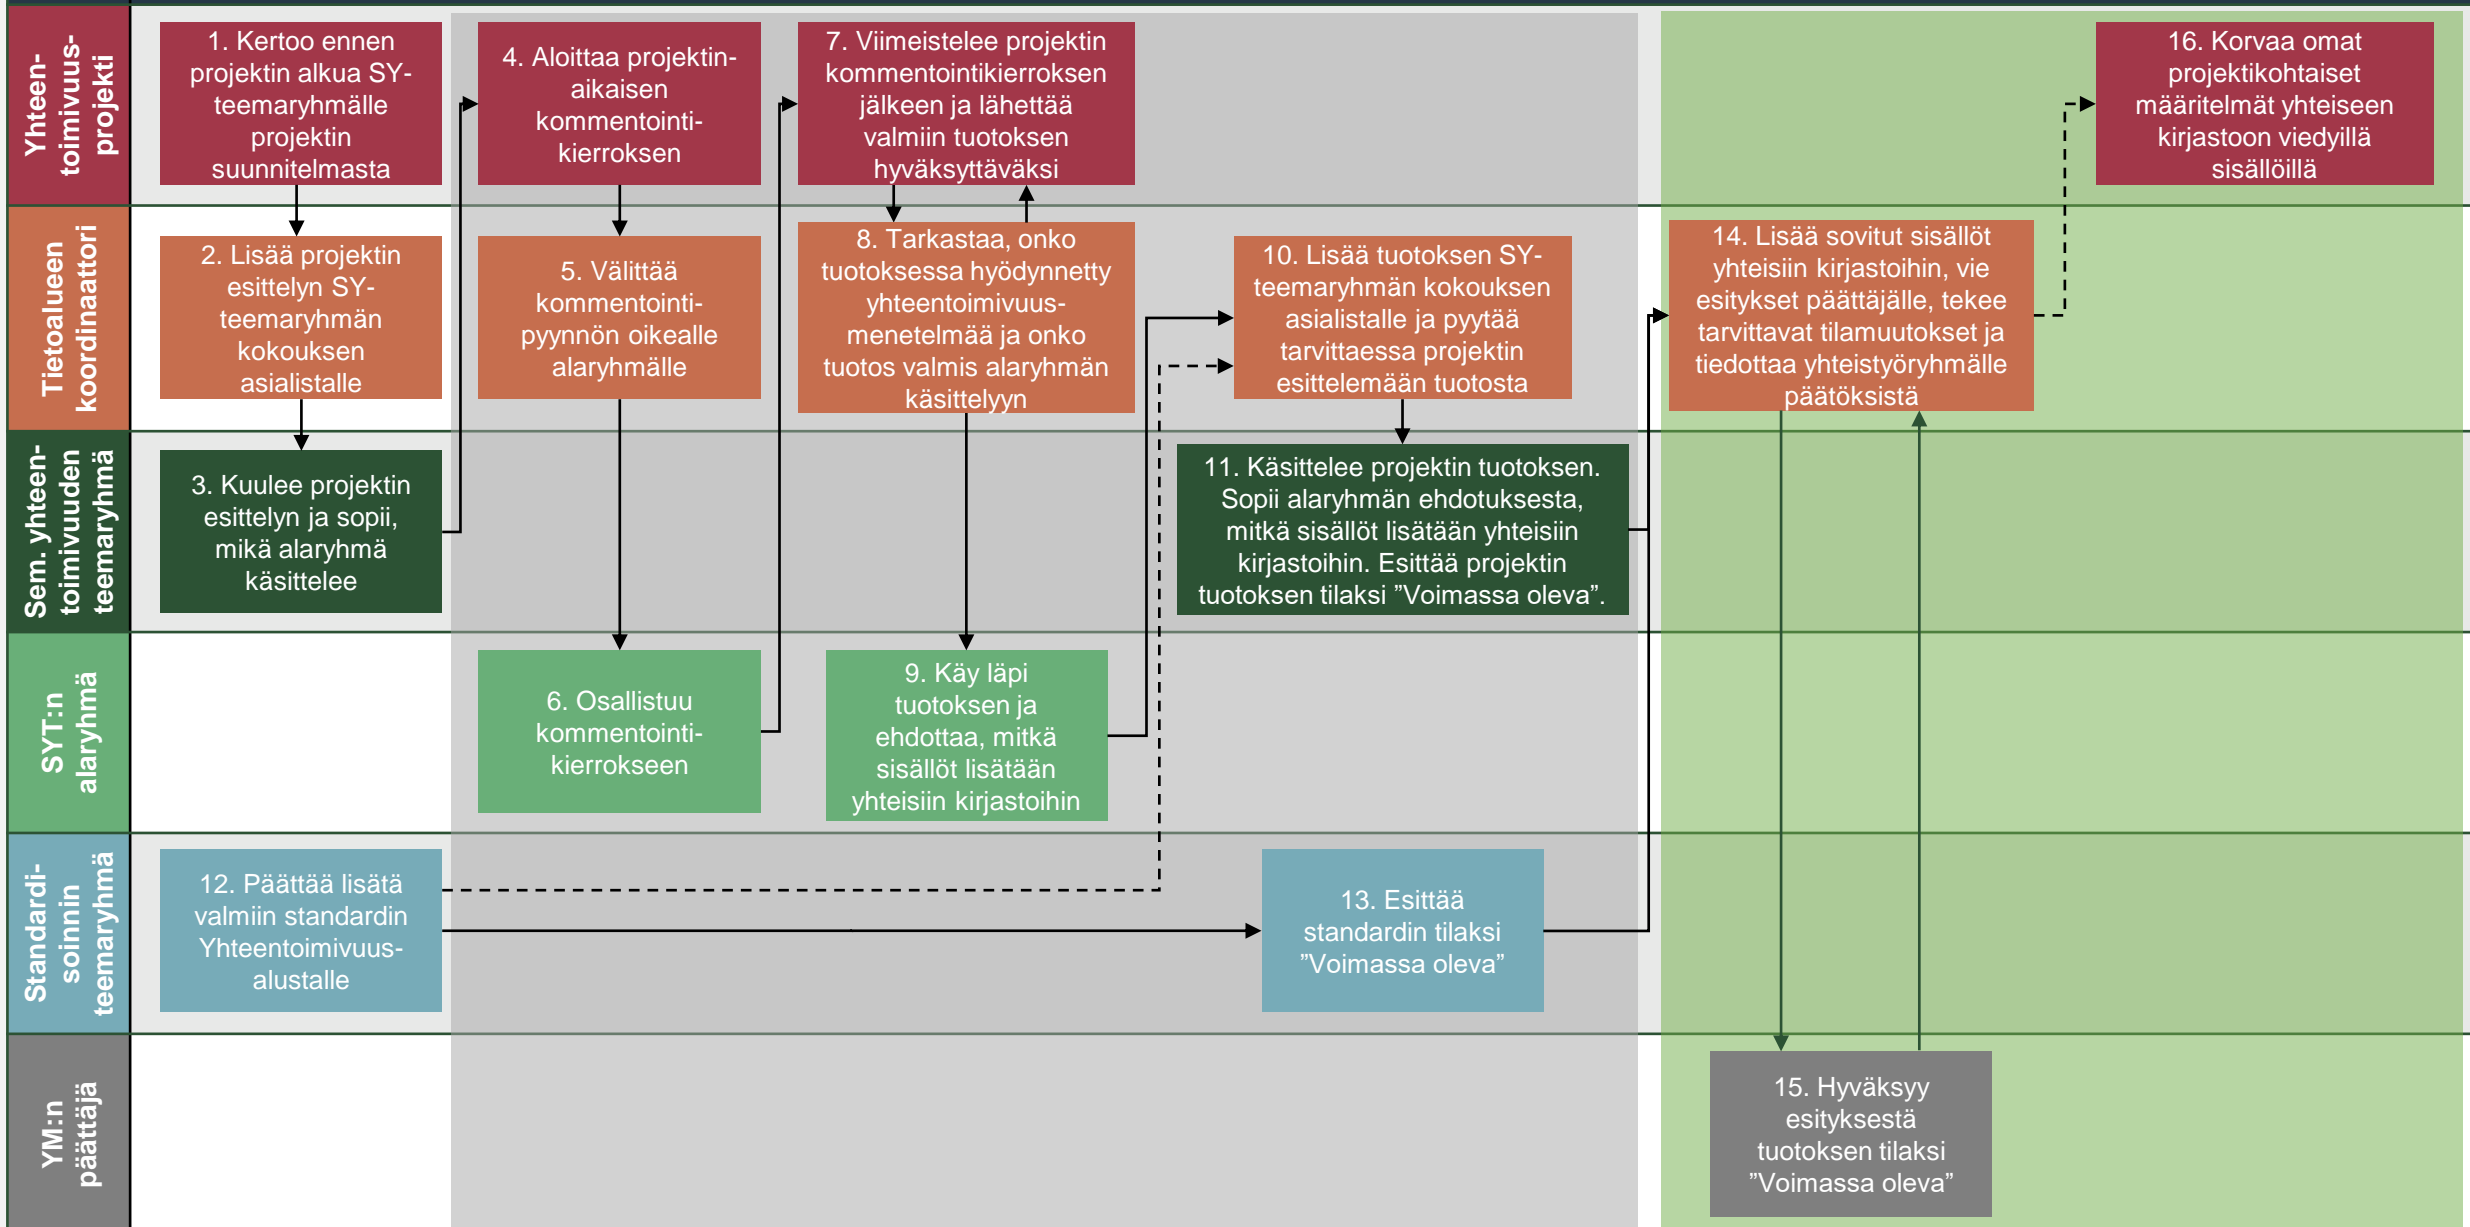 Yhteen-
toimivuus-
projekti
1. Kertoo ennen
projektin alkua SY-
teemaryhmälle
projektin
suunnitelmasta
4. Aloittaa projektin-
aikaisen
kommentointi-
kierroksen
7. Viimeistelee projektin
kommentointikierroksen
jälkeen ja lähettää
valmiin tuotoksen
hyväksyttäväksi
16. Korvaa omat
projektikohtaiset
määritelmät yhteiseen
kirjastoon viedyillä
sisällöillä
Tietoalueen
koordinaattori
2. Lisää projektin
esittelyn SY-
teemaryhmän
kokouksen
asialistalle
5. Välittää
kommentointi-
pyynnön oikealle
alaryhmälle
8. Tarkastaa, onko
tuotoksessa hyödynnetty
yhteentoimivuus-
menetelmää ja onko
tuotos valmis alaryhmän
käsittelyyn
10. Lisää tuotoksen SY-
teemaryhmän kokouksen
asialistalle ja pyytää
tarvittaessa projektin
esittelemään tuotosta
14. Lisää sovitut sisällöt
yhteisiin kirjastoihin, vie
esitykset päättäjälle, tekee
tarvittavat tilamuutokset ja
tiedottaa yhteistyöryhmälle
päätöksistä
Sem. yhteen-
toimivuuden
teemaryhmä
3. Kuulee projektin
esittelyn ja sopii,
mikä alaryhmä
käsittelee
11. Käsittelee projektin tuotoksen.
Sopii alaryhmän ehdotuksesta,
mitkä sisällöt lisätään yhteisiin
kirjastoihin. Esittää projektin
tuotoksen tilaksi ”Voimassa oleva”.
SYT:n
alaryhmä
6. Osallistuu
kommentointi-
kierrokseen
9. Käy läpi
tuotoksen ja
ehdottaa, mitkä
sisällöt lisätään
yhteisiin kirjastoihin
Standardi-
soinnin
teemaryhmä
12. Päättää lisätä
valmiin standardin
Yhteentoimivuus-
alustalle
13. Esittää
standardin tilaksi
”Voimassa oleva”
YM:n
päättäjä
15. Hyväksyy
esityksestä
tuotoksen tilaksi
”Voimassa oleva”